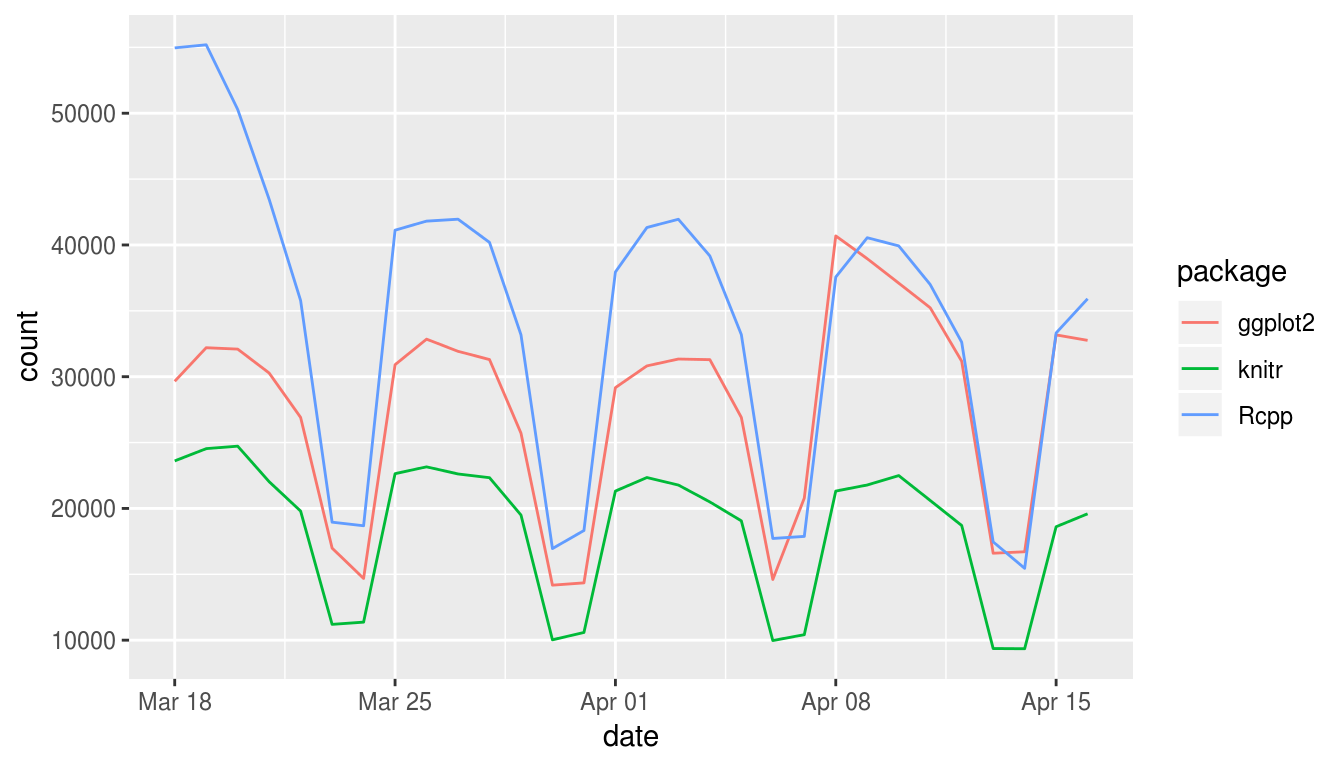 50000
40000
30000
20000
10000
count
Mar 18 Mar 25 Apr 01 Apr 08 Apr 15
date
package
ggplot2
knitr
Rcpp